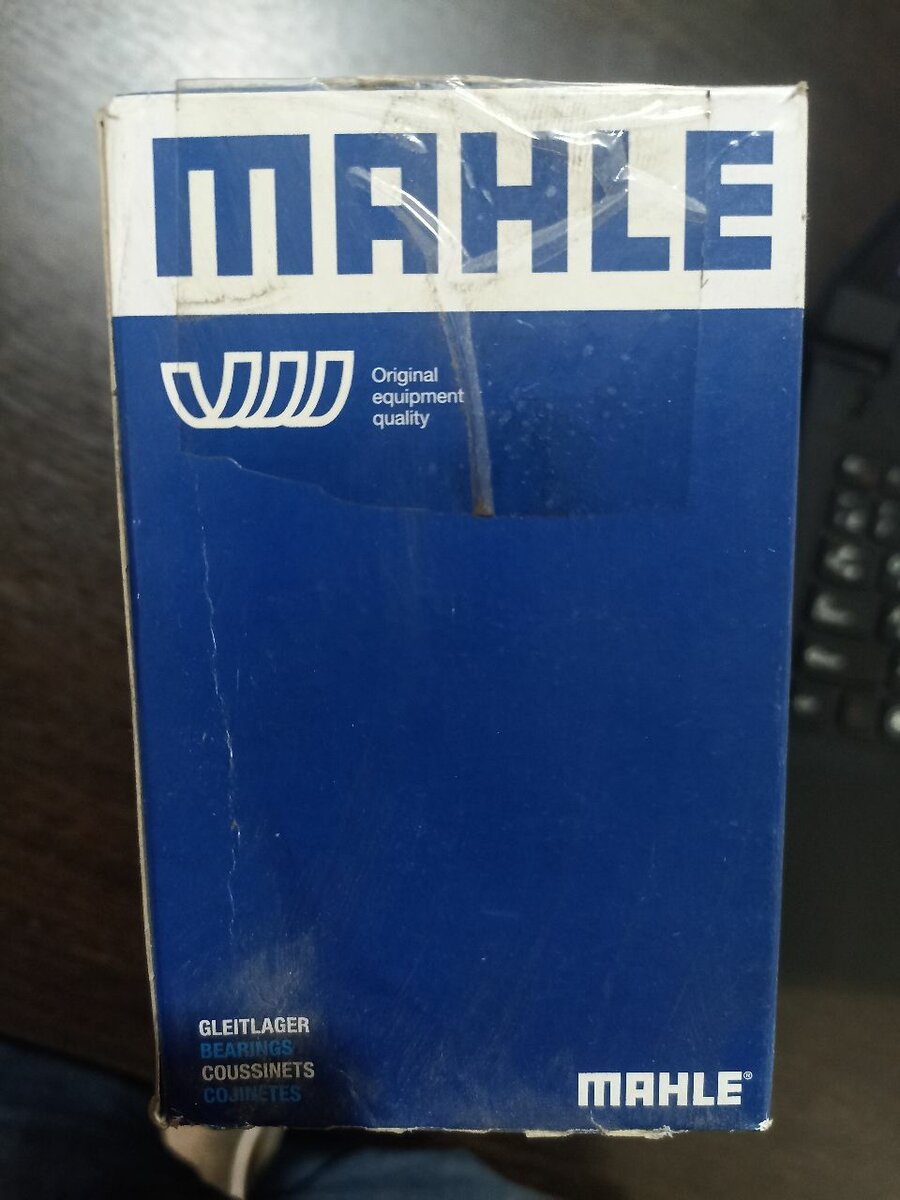 MAHLE
Original
equipment
quality
GLEITLAGER
BEARINGS
COUSSINETS
COJINETES
MAHLE®